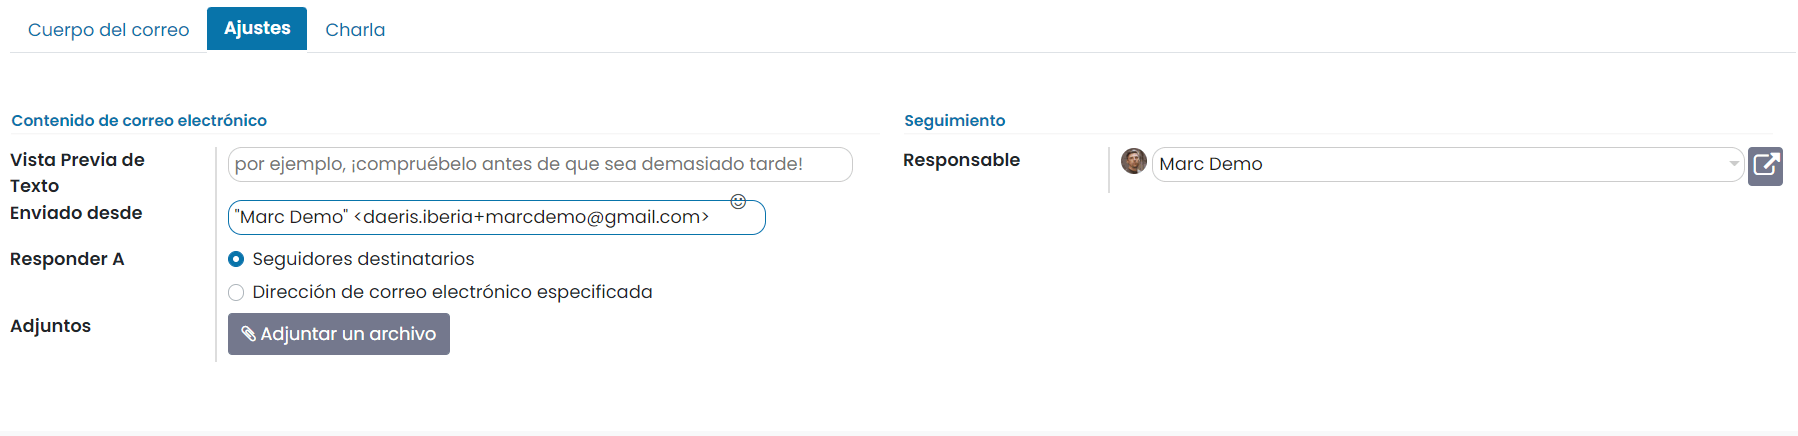 Cuerpo del correo
Ajustes
Charla
Contenido de correo electrónico
Vista Previa de
Texto
por ejemplo, ¡compruébelo antes de que sea demasiado tarde!
Enviado desde
"Marc Demo" <daeris.iberia+marcdemo@gmail.com>
Responder A
Seguidores destinatarios
Dirección de correo electrónico especificada
Adjuntos
Adjuntar un archivo
Seguimiento
Responsable
Marc Demo